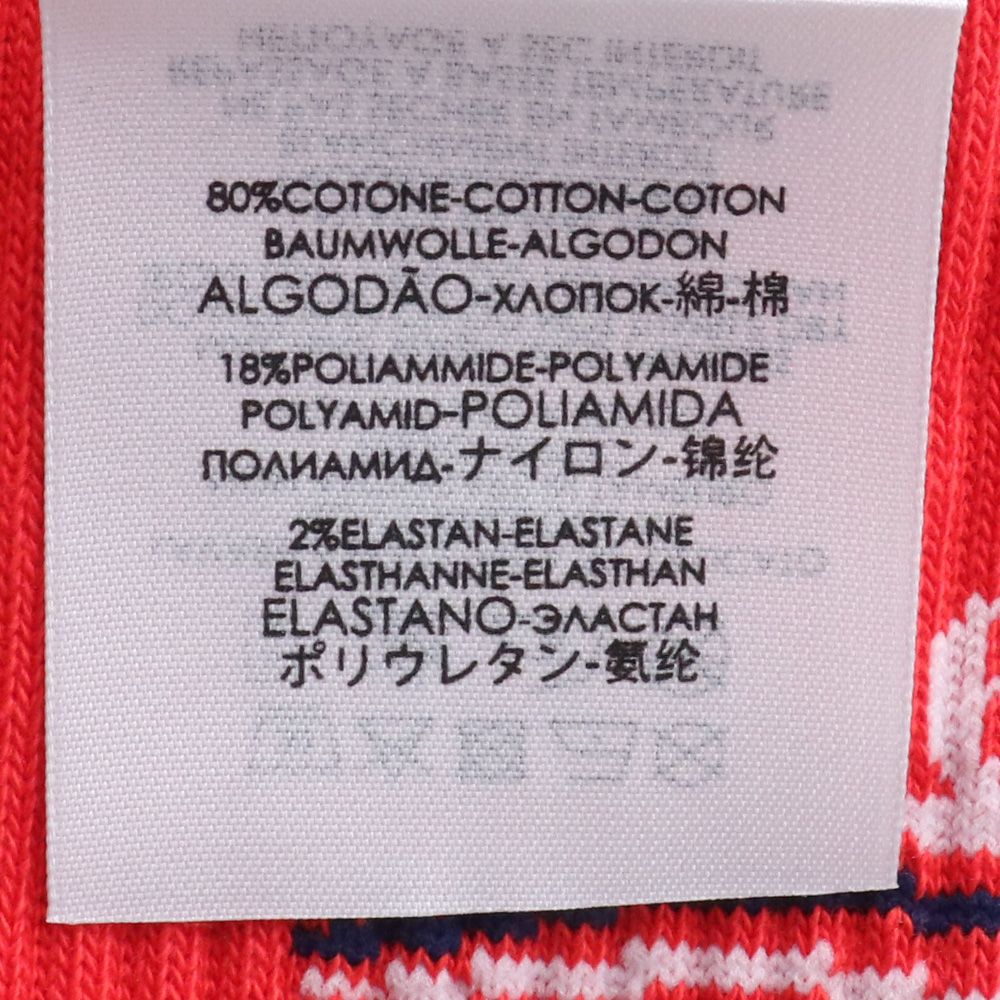 80%COTONE-COTTON-COTON
BAUMWOLLE-ALGODON
ALGODÃO-ХЛОПОК-綿-棉
18%POLIAMMIDE-POLYAMIDE
POLYAMID-POLIAMIDA
ПОЛИАМИД-ナイロン-锦纶
2%ELASTAN-ELASTANE
ELASTHANNE-ELASTHAN
ELASTANO-ЭЛАСТАН
ポリウレタン-氨纶